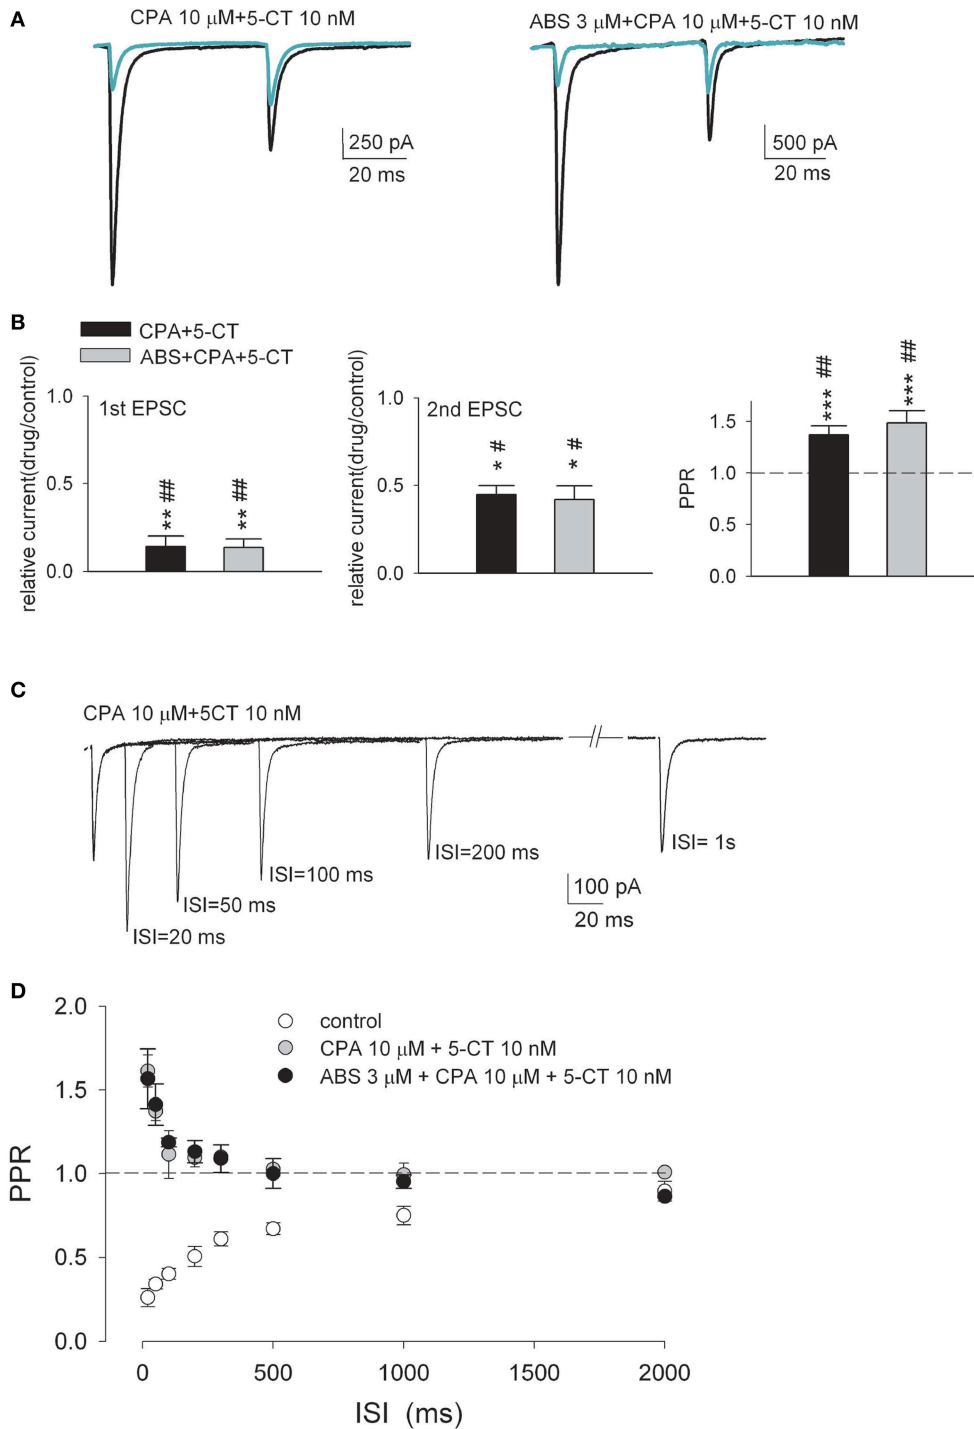 A
CPA 10 µM+5-CT 10 nM
ABS 3 µM+CPA 10 µM+5-CT 10 nM
250 pA
20 ms
500 pA
20 ms
B
CPA+5-CT
ABS+CPA+5-CT
relative current(drug/control)
1.0
0.5
0.0
1st EPSC
** ##
** ##
relative current(drug/control)
1.0
0.5
0.0
2nd EPSC
* #
* #
PPR
1.5
1.0
0.5
0.0
*** ##
*** ##
C
CPA 10 µM+5CT 10 nM
ISI=20 ms
ISI=50 ms
ISI=100 ms
ISI=200 ms
ISI= 1s
100 pA
20 ms
D
PPR
2.0
1.5
1.0
0.5
0.0
control
CPA 10 µM + 5-CT 10 nM
ABS 3 µM + CPA 10 µM + 5-CT 10 nM
0 500 1000 1500 2000
ISI (ms)